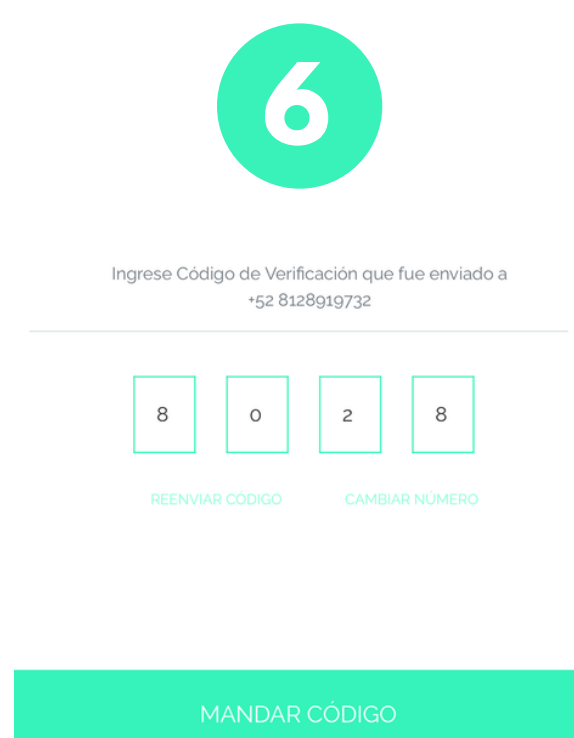 6
Ingrese Código de Verificación que fue enviado a
+52 8128919732
8 0 2 8
REENVIAR CÓDIGO CAMBIAR NÚMERO
MANDAR CÓDIGO